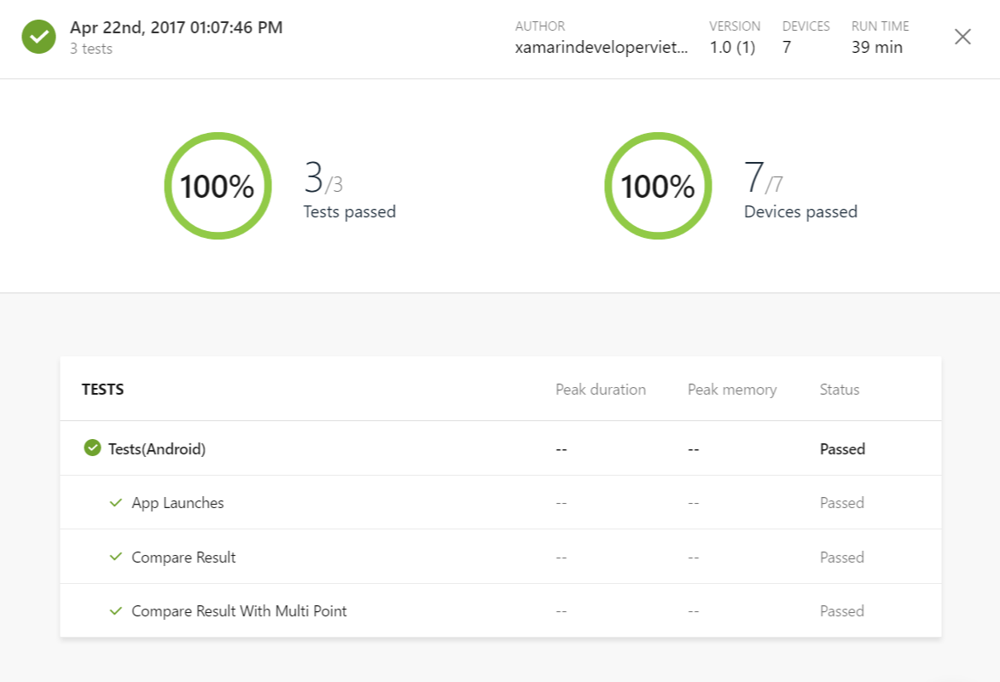 Apr 22nd, 2017 01:07:46 PM
3 tests
AUTHOR
xamarindeveloperviet...
VERSION
1.0 (1)
DEVICES
7
RUN TIME
39 min
100%
3/3
Tests passed
100%
7/7
Devices passed
TESTS Peak duration Peak memory Status
Tests(Android) -- -- Passed
App Launches -- -- Passed
Compare Result -- -- Passed
Compare Result With Multi Point -- -- Passed